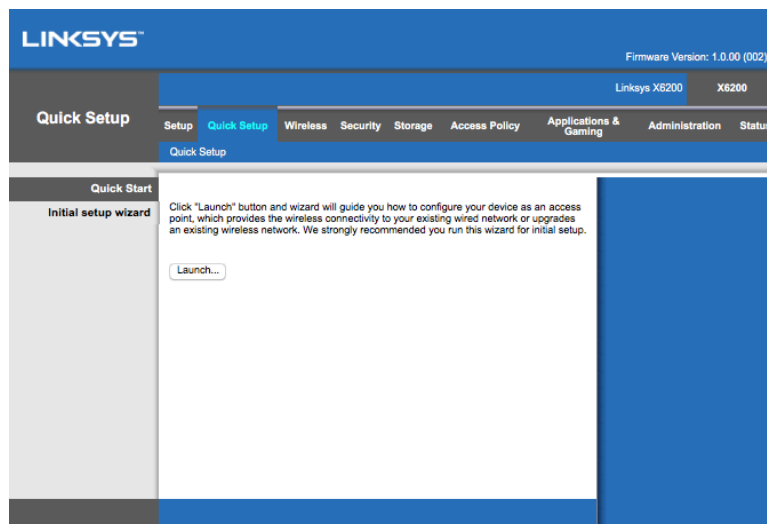 LINKSYS™
Firmware Version: 1.0.00 (002)
Linksys X6200 X6200
Quick Setup
Setup Quick Setup Wireless Security Storage Access Policy Applications & Gaming Administration Statu
Quick Setup
Quick Start
Initial setup wizard
Click "Launch" button and wizard will guide you how to configure your device as an access
point, which provides the wireless connectivity to your existing wired network or upgrades
an existing wireless network. We strongly recommended you run this wizard for initial setup.
Launch...